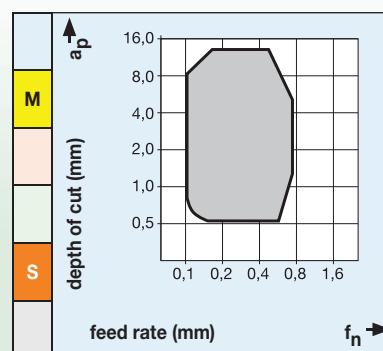 a_p
16,0
8,0
4,0
2,0
1,0
0,5
depth of cut (mm)
M
S
0,1 0,2 0,4 0,8 1,6
feed rate (mm) f_n